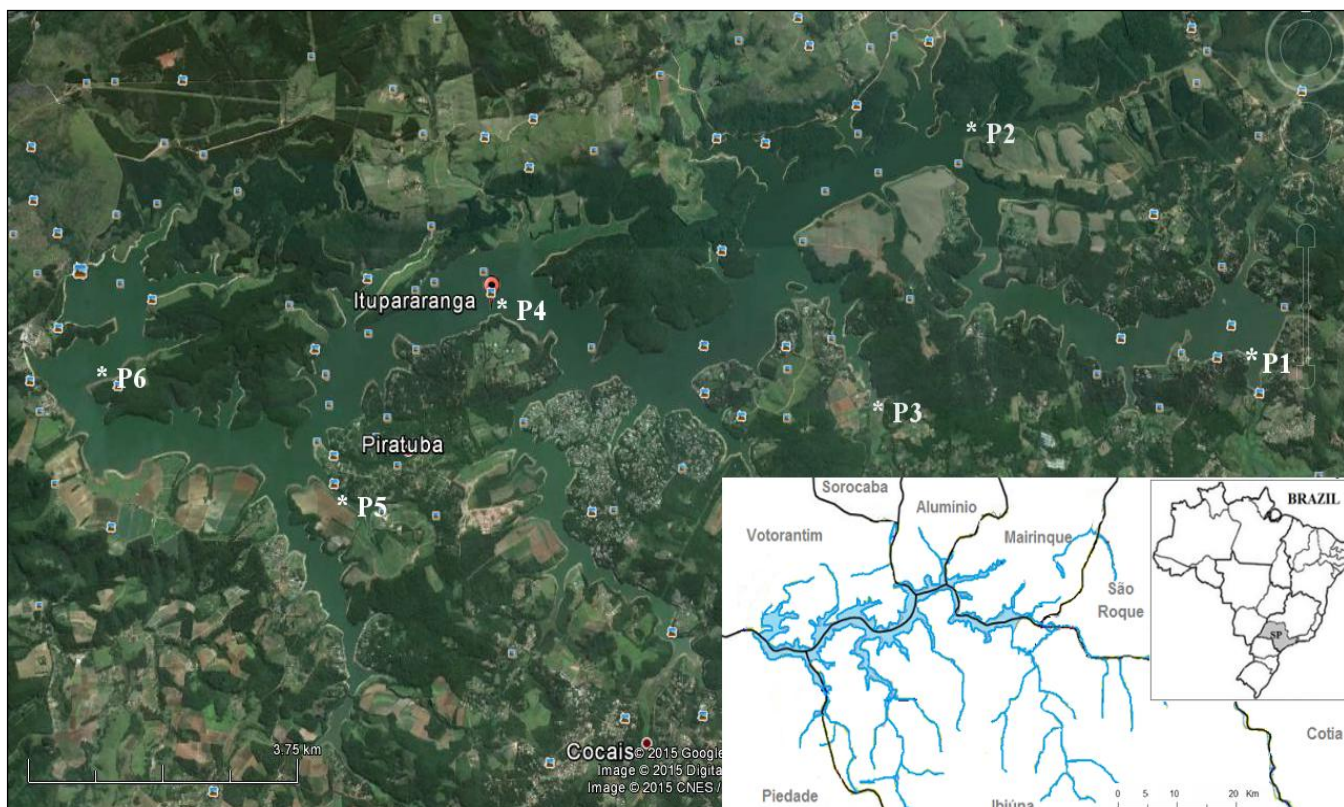 * P2
Itupararanga
* P4
* P1
* P6
* P3
Piratuba
* P5
Sorocaba
Alumínio
BRAZIL
Votorantim
Mairinque
São
Roque
SP
3.75 km
Cocais
© 2015 Google
Image © 2015 Digita
Image © 2015 CNES /
Cotia
Piedade
Ibiúna
0 5 10 20 Km